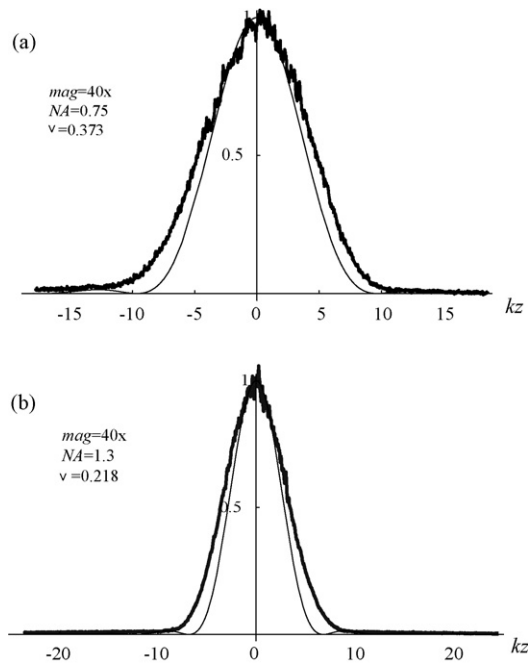 1
(a)
mag=40x
NA=0.75
ν=0.373
0.5
-15 -10 -5 0 5 10 15
kz
1
(b)
mag=40x
NA=1.3
ν=0.218
0.5
-20 -10 0 10 20
kz